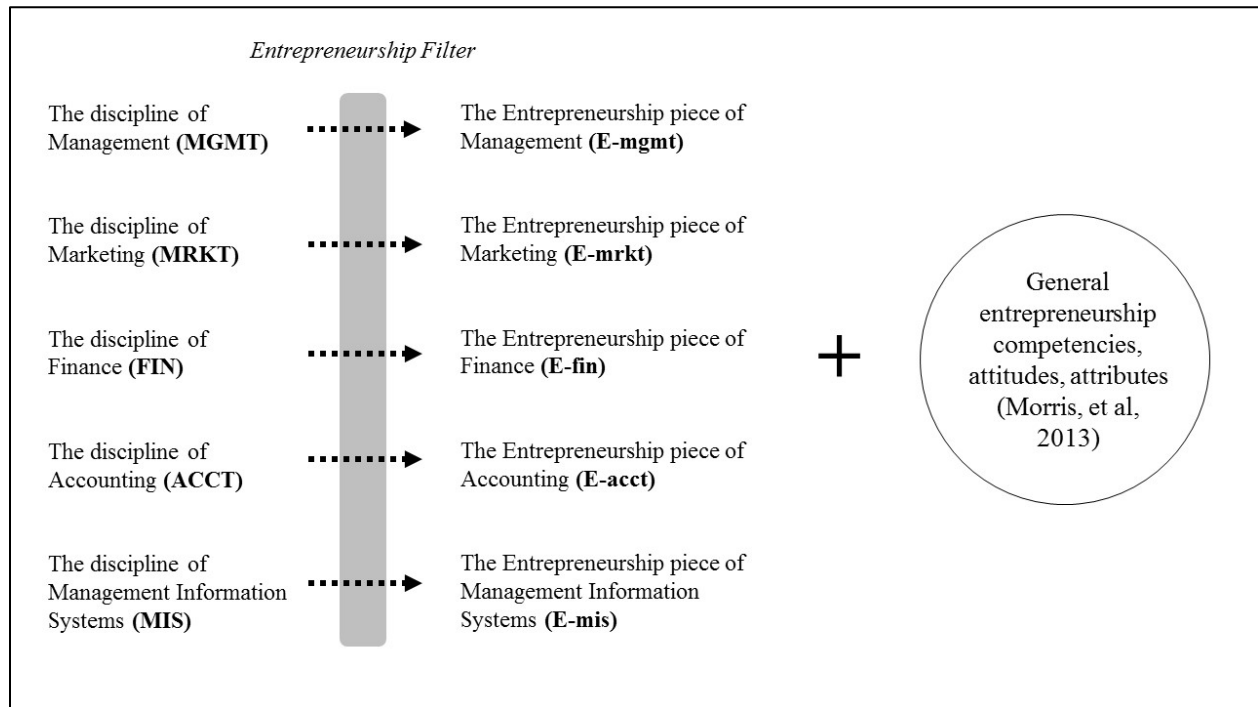 Entrepreneurship Filter
The discipline of
Management (MGMT)
The Entrepreneurship piece of
Management (E-mgmt)
The discipline of
Marketing (MRKT)
The Entrepreneurship piece of
Marketing (E-mrkt)
The discipline of
Finance (FIN)
The Entrepreneurship piece of
Finance (E-fin)
The discipline of
Accounting (ACCT)
The Entrepreneurship piece of
Accounting (E-acct)
The discipline of
Management Information
Systems (MIS)
The Entrepreneurship piece of
Management Information
Systems (E-mis)
+
General
entrepreneurship
competencies,
attitudes, attributes
(Morris, et al,
2013)